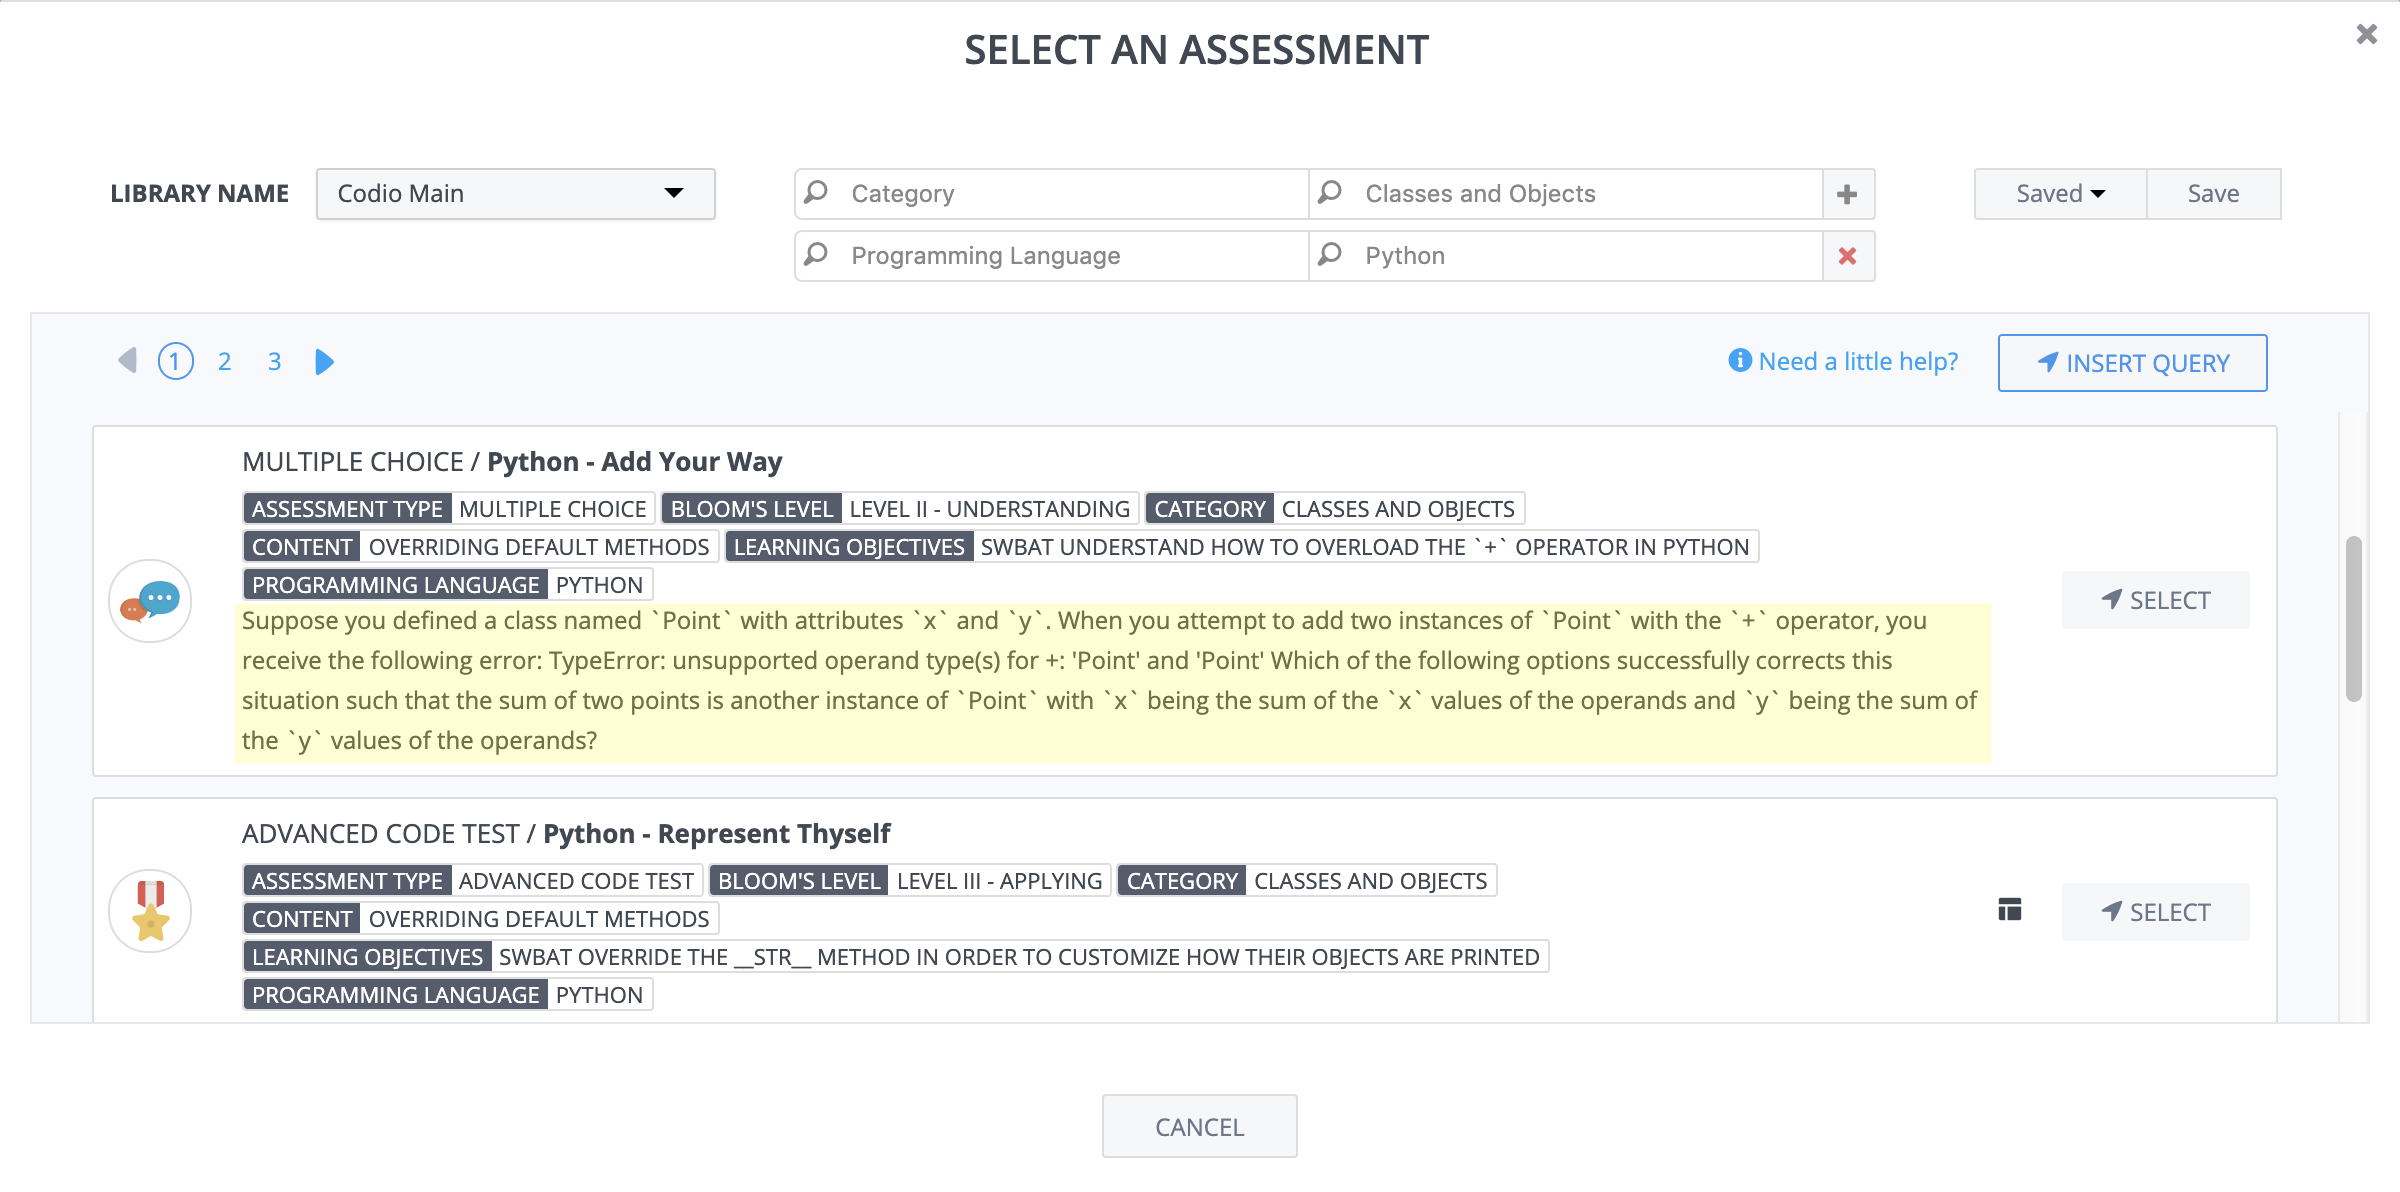 SELECT AN ASSESSMENT
LIBRARY NAME
Codio Main
Category
Classes and Objects
Saved
Save
Programming Language
Python
1 2 3
Need a little help?
INSERT QUERY
MULTIPLE CHOICE / Python - Add Your Way
ASSESSMENT TYPE MULTIPLE CHOICE BLOOM'S LEVEL LEVEL II - UNDERSTANDING CATEGORY CLASSES AND OBJECTS
CONTENT OVERRIDING DEFAULT METHODS LEARNING OBJECTIVES SWBAT UNDERSTAND HOW TO OVERLOAD THE `+` OPERATOR IN PYTHON
PROGRAMMING LANGUAGE PYTHON
Suppose you defined a class named `Point` with attributes `x` and `y`. When you attempt to add two instances of `Point` with the `+` operator, you
receive the following error: TypeError: unsupported operand type(s) for +: 'Point' and 'Point' Which of the following options successfully corrects this
situation such that the sum of two points is another instance of `Point` with `x` being the sum of the `x` values of the operands and `y` being the sum of
the `y` values of the operands?
SELECT
ADVANCED CODE TEST / Python - Represent Thyself
ASSESSMENT TYPE ADVANCED CODE TEST BLOOM'S LEVEL LEVEL III - APPLYING CATEGORY CLASSES AND OBJECTS
CONTENT OVERRIDING DEFAULT METHODS
LEARNING OBJECTIVES SWBAT OVERRIDE THE __STR__ METHOD IN ORDER TO CUSTOMIZE HOW THEIR OBJECTS ARE PRINTED
PROGRAMMING LANGUAGE PYTHON
SELECT
CANCEL